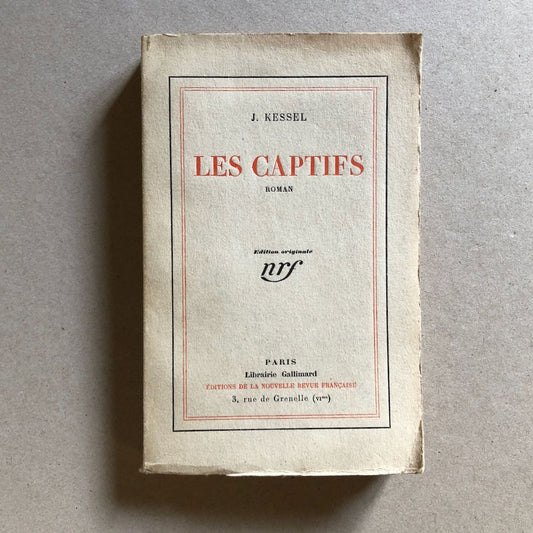 J. KESSEL
LES CAPTIFS
ROMAN
Edition originale
nrf
PARIS
Librairie Gallimard
ÉDITIONS DE LA NOUVELLE REVUE FRANÇAISE
3, rue de Grenelle (VIme)